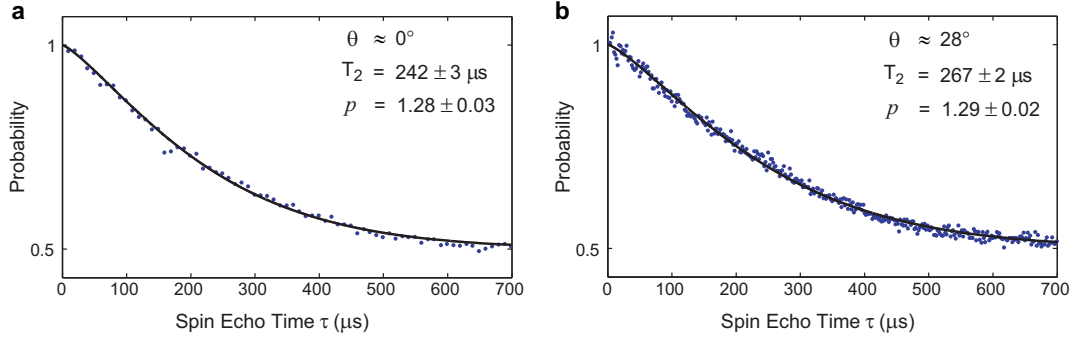 a
θ ≈ 0°
T2 = 242 ± 3 µs
p = 1.28 ± 0.03
Probability
1
0.5
0 100 200 300 400 500 600 700
Spin Echo Time τ (µs)
b
θ ≈ 28°
T2 = 267 ± 2 µs
p = 1.29 ± 0.02
Probability
1
0.5
0 100 200 300 400 500 600 700
Spin Echo Time τ (µs)